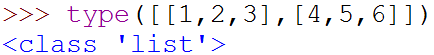 >>> type([[1,2,3],[4,5,6]])
<class 'list'>